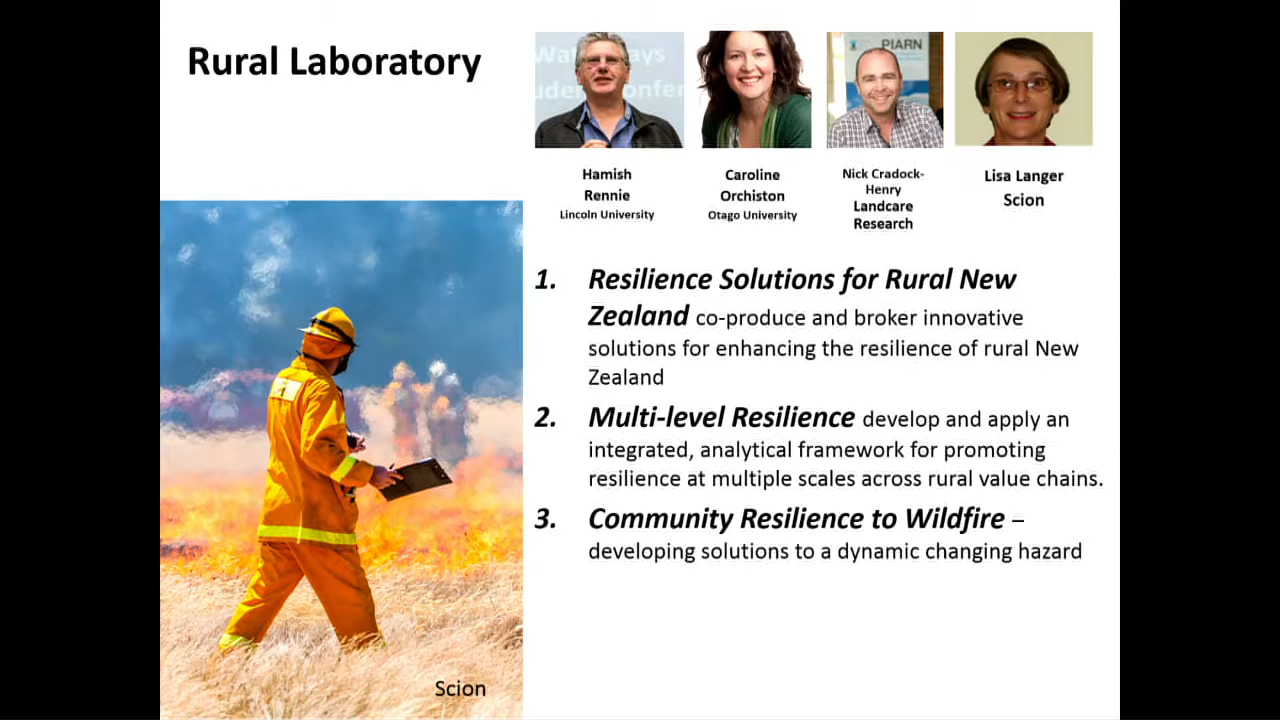 Rural Laboratory
PIARN
Hamish
Rennie
Lincoln University
Caroline
Orchiston
Otago University
Nick Cradock-
Henry
Landcare
Research
Lisa Langer
Scion
1. Resilience Solutions for Rural New
Zealand co-produce and broker innovative
solutions for enhancing the resilience of rural New
Zealand
2. Multi-level Resilience develop and apply an
integrated, analytical framework for promoting
resilience at multiple scales across rural value chains.
3. Community Resilience to Wildfire –
developing solutions to a dynamic changing hazard
Scion